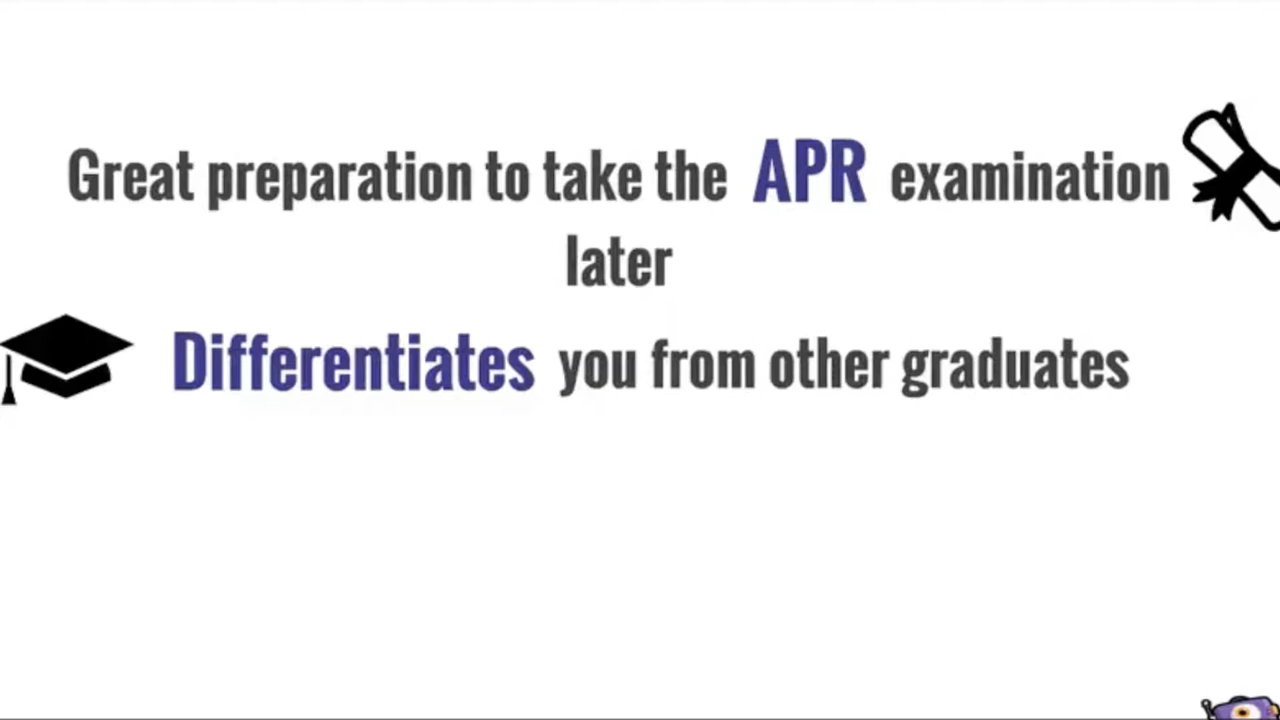 Great preparation to take the APR examination
later
Differentiates you from other graduates